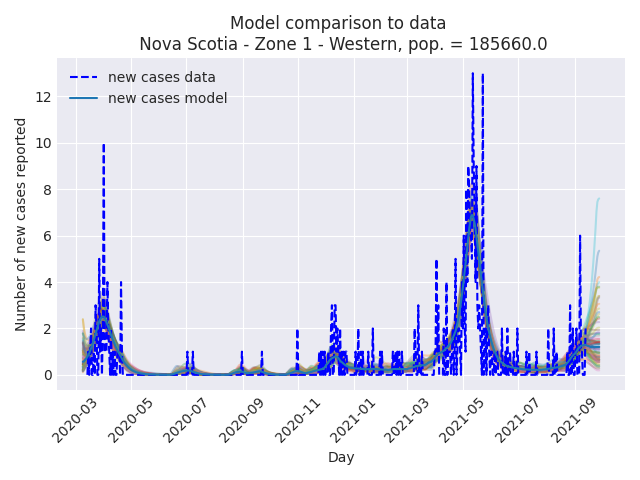 Model comparison to data
Nova Scotia - Zone 1 - Western, pop. = 185660.0
new cases data
new cases model
Number of new cases reported
12
10
8
6
4
2
0
2020-03
2020-05
2020-07
2020-09
2020-11
2021-01
2021-03
2021-05
2021-07
2021-09
Day